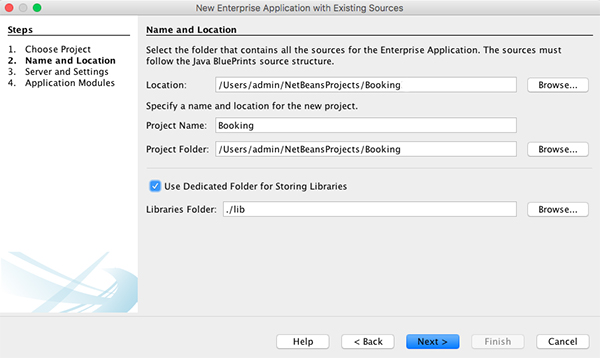 New Enterprise Application with Existing Sources
Steps
1. Choose Project
2. Name and Location
3. Server and Settings
4. Application Modules
Name and Location
Select the folder that contains all the sources for the Enterprise Application. The sources must
follow the Java BluePrints source structure.
Location: /Users/admin/NetBeansProjects/Booking Browse...
Specify a name and location for the new project.
Project Name: Booking
Project Folder: /Users/admin/NetBeansProjects/Booking Browse...
Use Dedicated Folder for Storing Libraries
Libraries Folder: ./lib Browse...
Help < Back Next > Finish Cancel